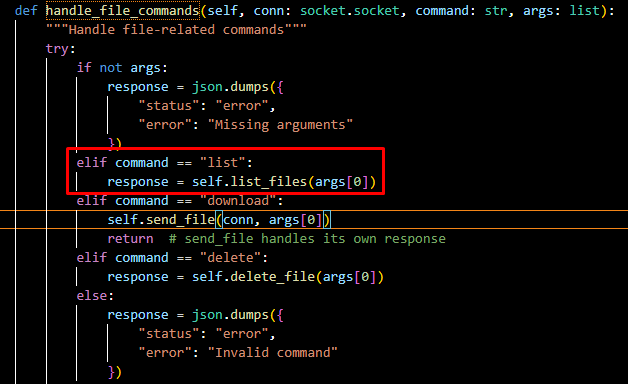 def handle_file_commands(self, conn: socket.socket, command: str, args: list):
    """Handle file-related commands"""
    try:
        if not args:
            response = json.dumps({
                "status": "error",
                "error": "Missing arguments"
            })
        elif command == "list":
            response = self.list_files(args[0])
        elif command == "download":
            self.send_file(conn, args[0])
            return  # send_file handles its own response
        elif command == "delete":
            response = self.delete_file(args[0])
        else:
            response = json.dumps({
                "status": "error",
                "error": "Invalid command"
            })